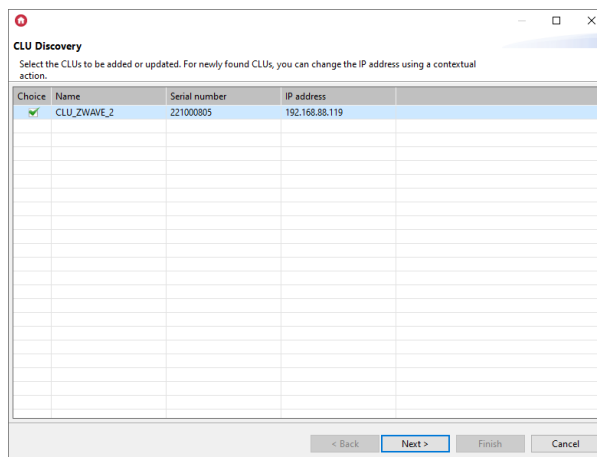 CLU Discovery
Select the CLUs to be added or updated. For newly found CLUs, you can change the IP address using a contextual
action.
Choice Name Serial number IP address
CLU_ZWAVE_2 221000805 192.168.88.119
< Back Next > Finish Cancel